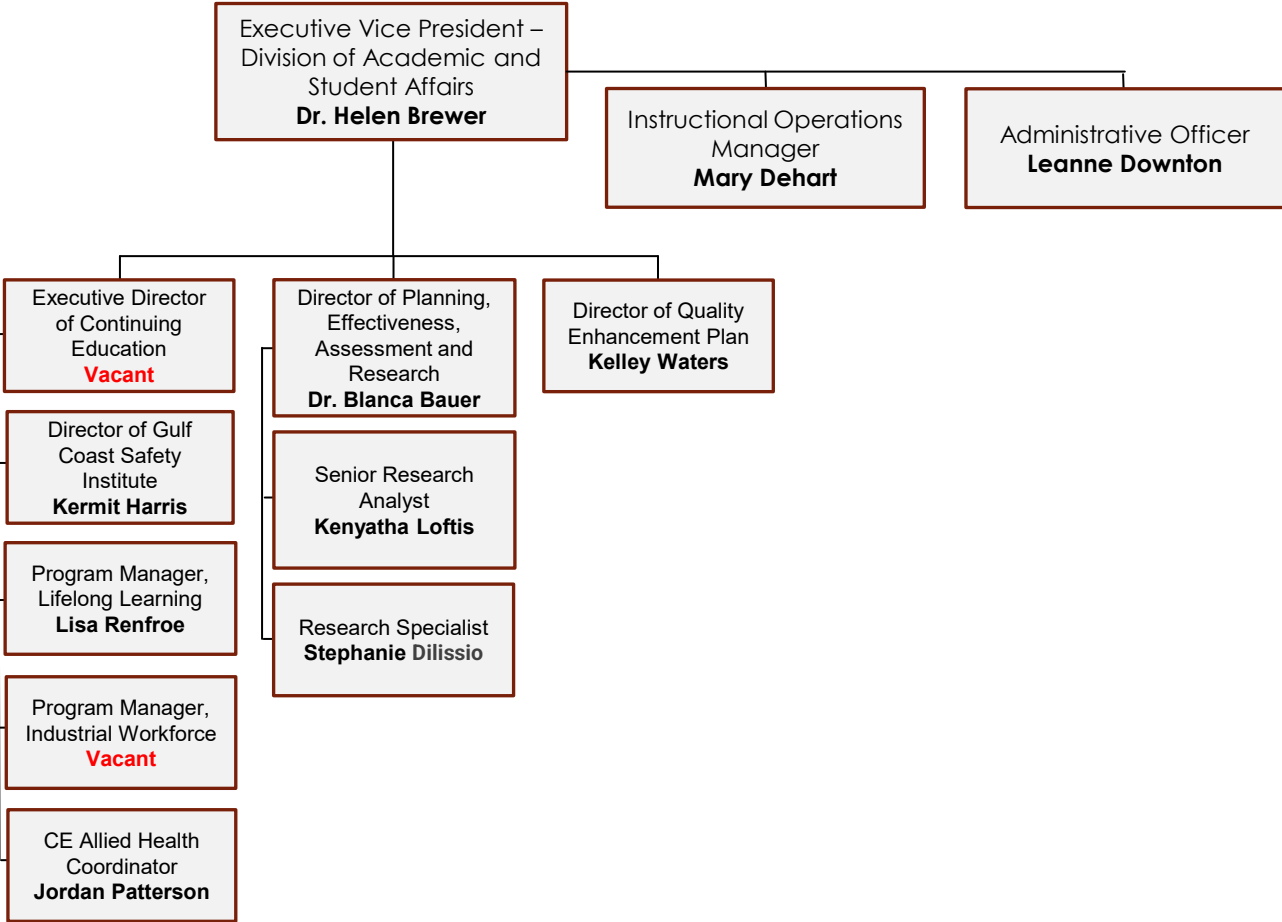 Executive Vice President –
Division of Academic and
Student Affairs
Dr. Helen Brewer
Instructional Operations
Manager
Mary Dehart
Administrative Officer
Leanne Downton
Executive Director
of Continuing
Education
Vacant
Director of Gulf
Coast Safety
Institute
Kermit Harris
Program Manager,
Lifelong Learning
Lisa Renfroe
Program Manager,
Industrial Workforce
Vacant
CE Allied Health
Coordinator
Jordan Patterson
Director of Planning,
Effectiveness,
Assessment and
Research
Dr. Blanca Bauer
Senior Research
Analyst
Kenyatha Loftis
Research Specialist
Stephanie Dilissio
Director of Quality
Enhancement Plan
Kelley Waters